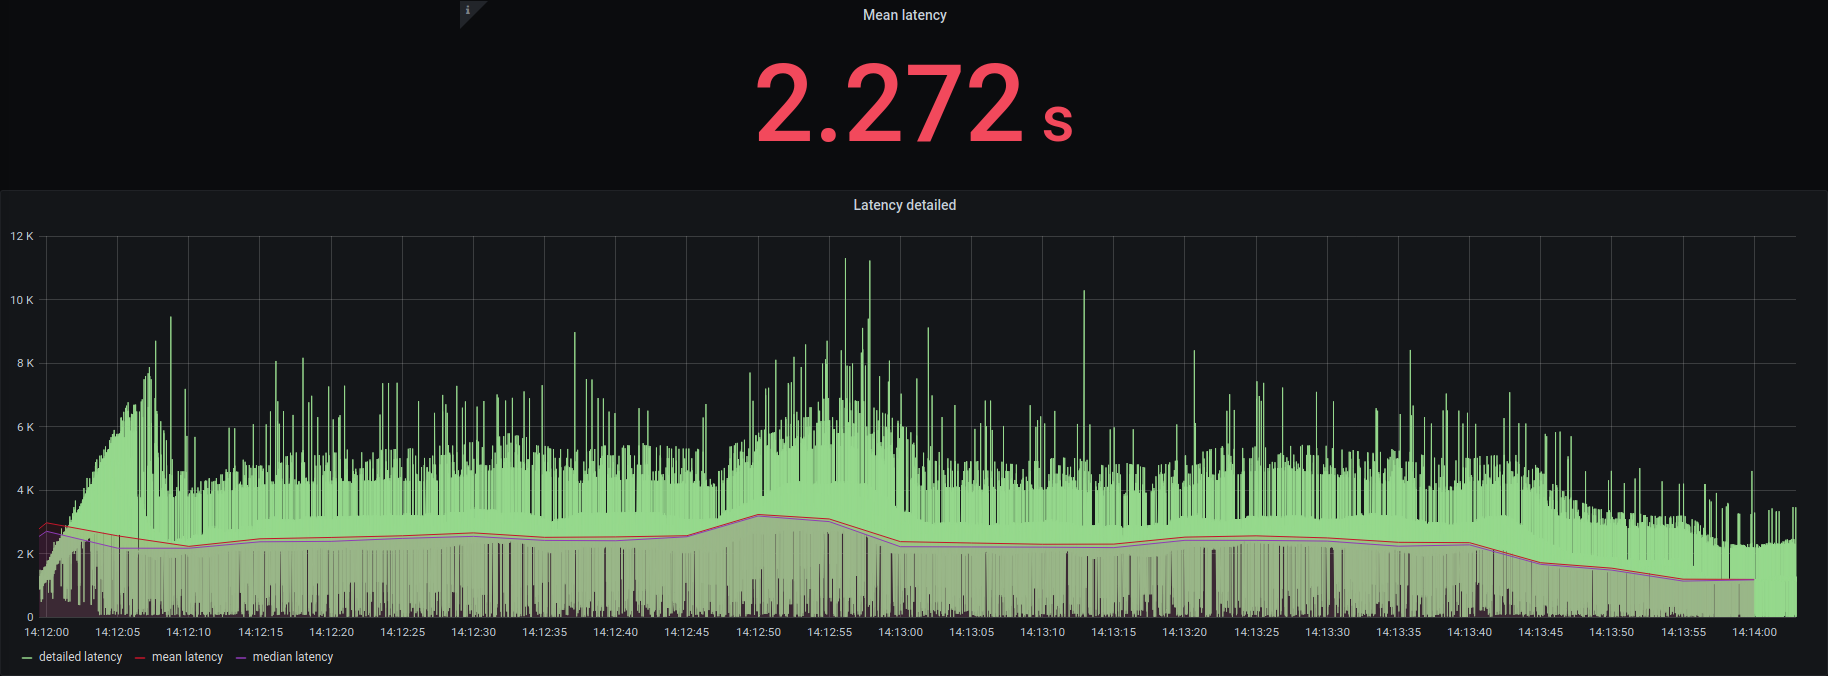 i
Mean latency
2.272 s
Latency detailed
12 K
10 K
8 K
6 K
4 K
2 K
0
14:12:00 14:12:05 14:12:10 14:12:15 14:12:20 14:12:25 14:12:30 14:12:35 14:12:40 14:12:45 14:12:50 14:12:55 14:13:00 14:13:05 14:13:10 14:13:15 14:13:20 14:13:25 14:13:30 14:13:35 14:13:40 14:13:45 14:13:50 14:13:55 14:14:00
detailed latency mean latency median latency